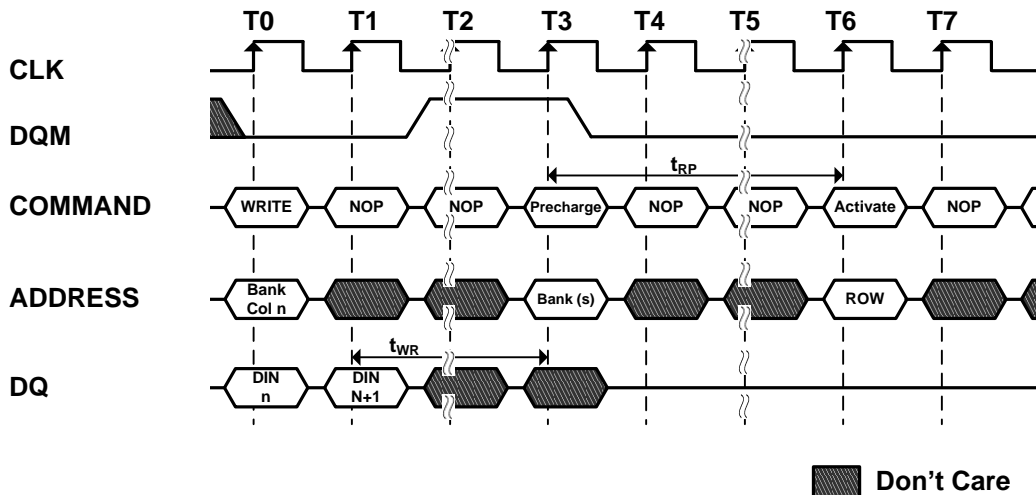 T0 T1 T2 T3 T4 T5 T6 T7
CLK
DQM
tRP
COMMAND WRITE NOP NOP Precharge NOP NOP Activate NOP
ADDRESS Bank Col n Bank (s) ROW
tWR
DQ DIN n DIN N+1
Don't Care